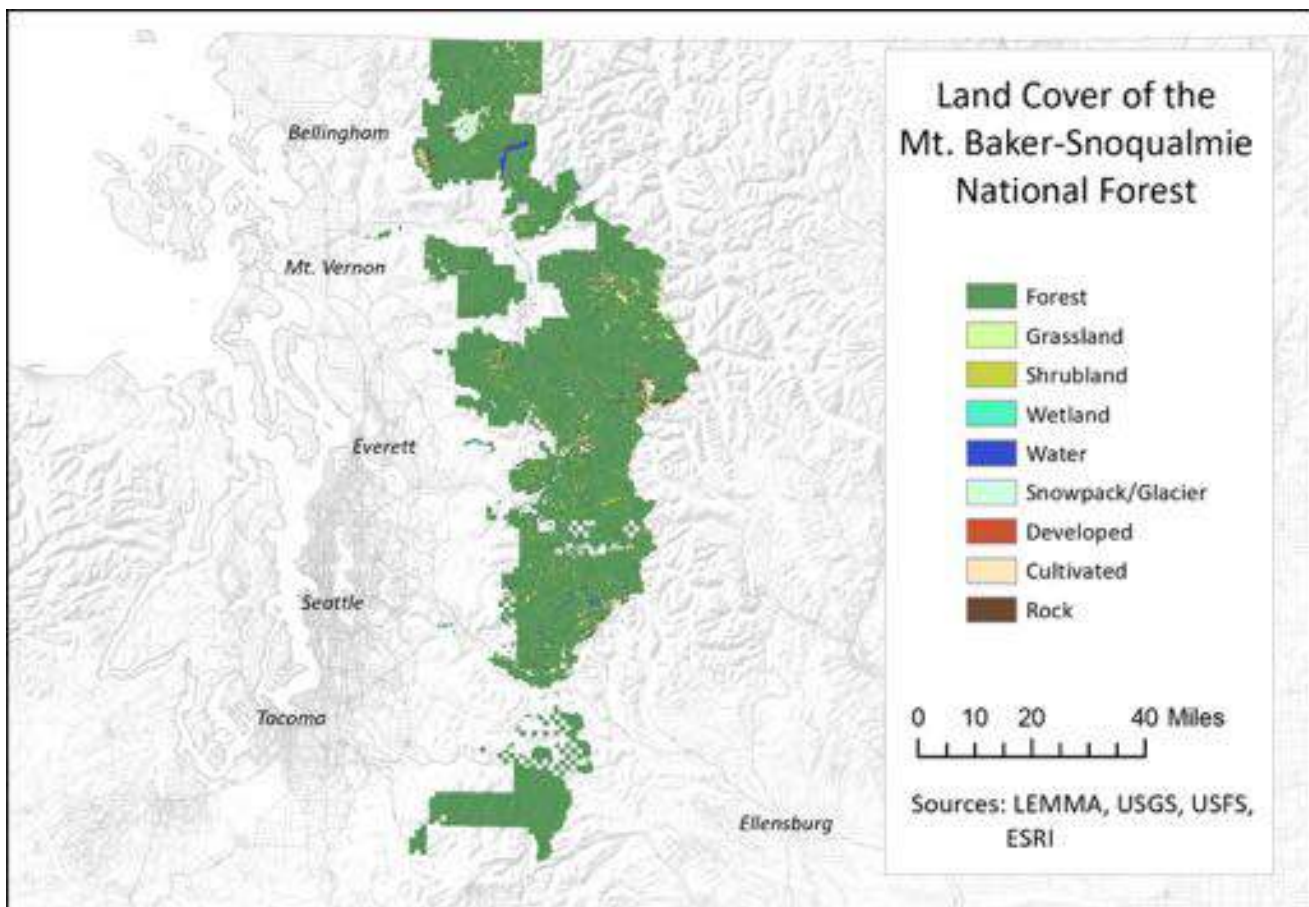 Land Cover of the
Mt. Baker-Snoqualmie
National Forest
Bellingham
Mt. Vernon
Everett
Seattle
Tacoma
Ellensburg
Forest
Grassland
Shrubland
Wetland
Water
Snowpack/Glacier
Developed
Cultivated
Rock
0 10 20 40 Miles
Sources: LEMMA, USGS, USFS,
ESRI